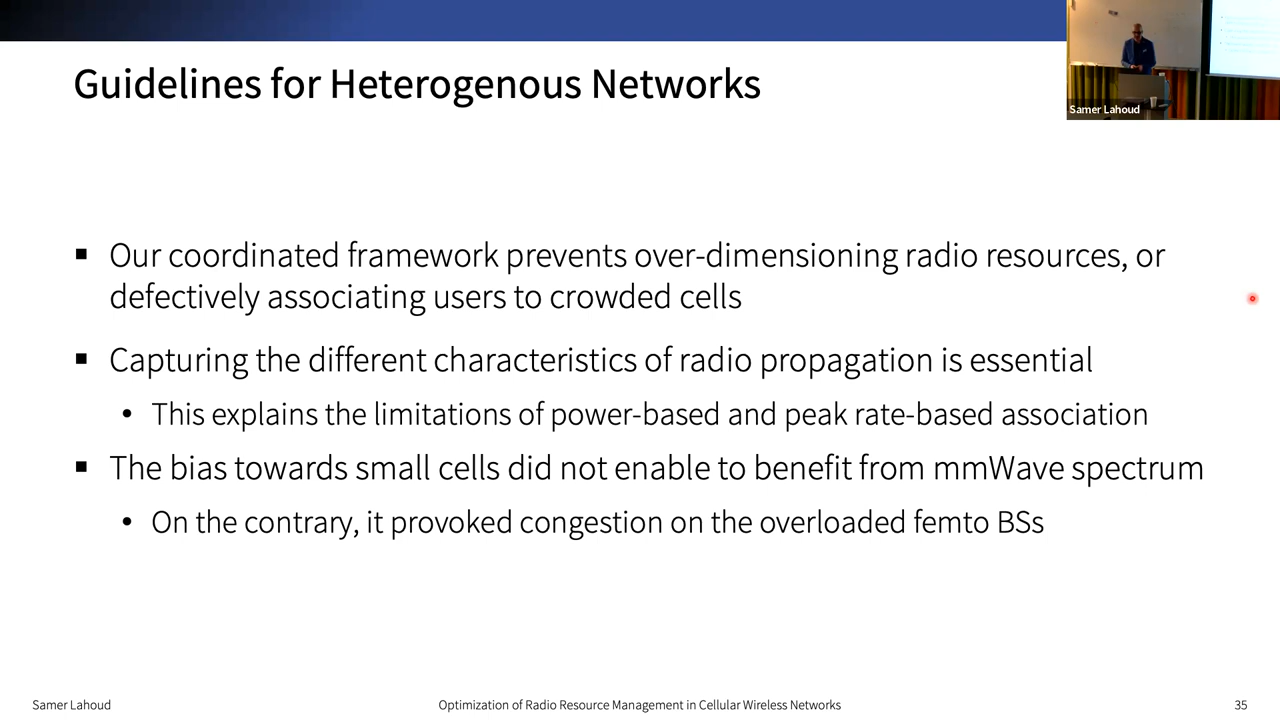 Guidelines for Heterogenous Networks
Samer Lahoud
▪ Our coordinated framework prevents over-dimensioning radio resources, or
defectively associating users to crowded cells
▪ Capturing the different characteristics of radio propagation is essential
• This explains the limitations of power-based and peak rate-based association
▪ The bias towards small cells did not enable to benefit from mmWave spectrum
• On the contrary, it provoked congestion on the overloaded femto BSs
Samer Lahoud
Optimization of Radio Resource Management in Cellular Wireless Networks
35